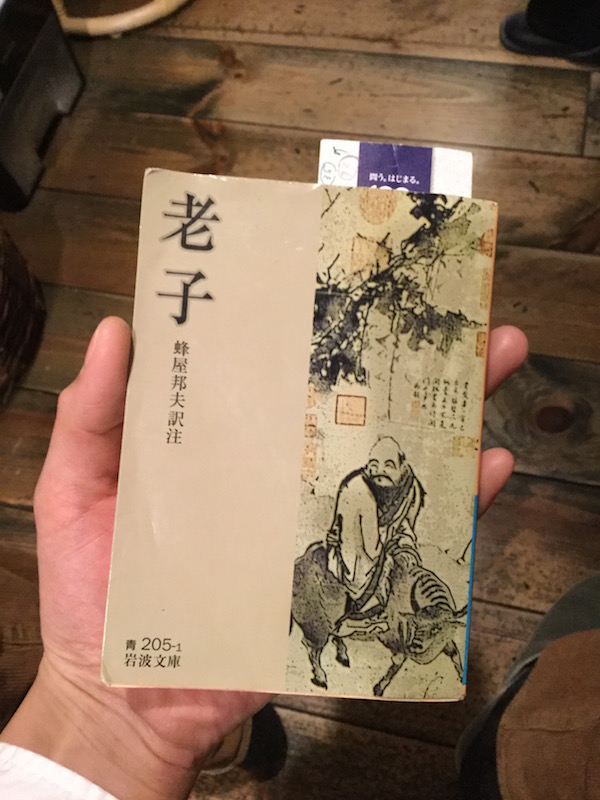 問う。はじまる。
老子
蜂屋邦夫訳注
青 205-1
岩波文庫